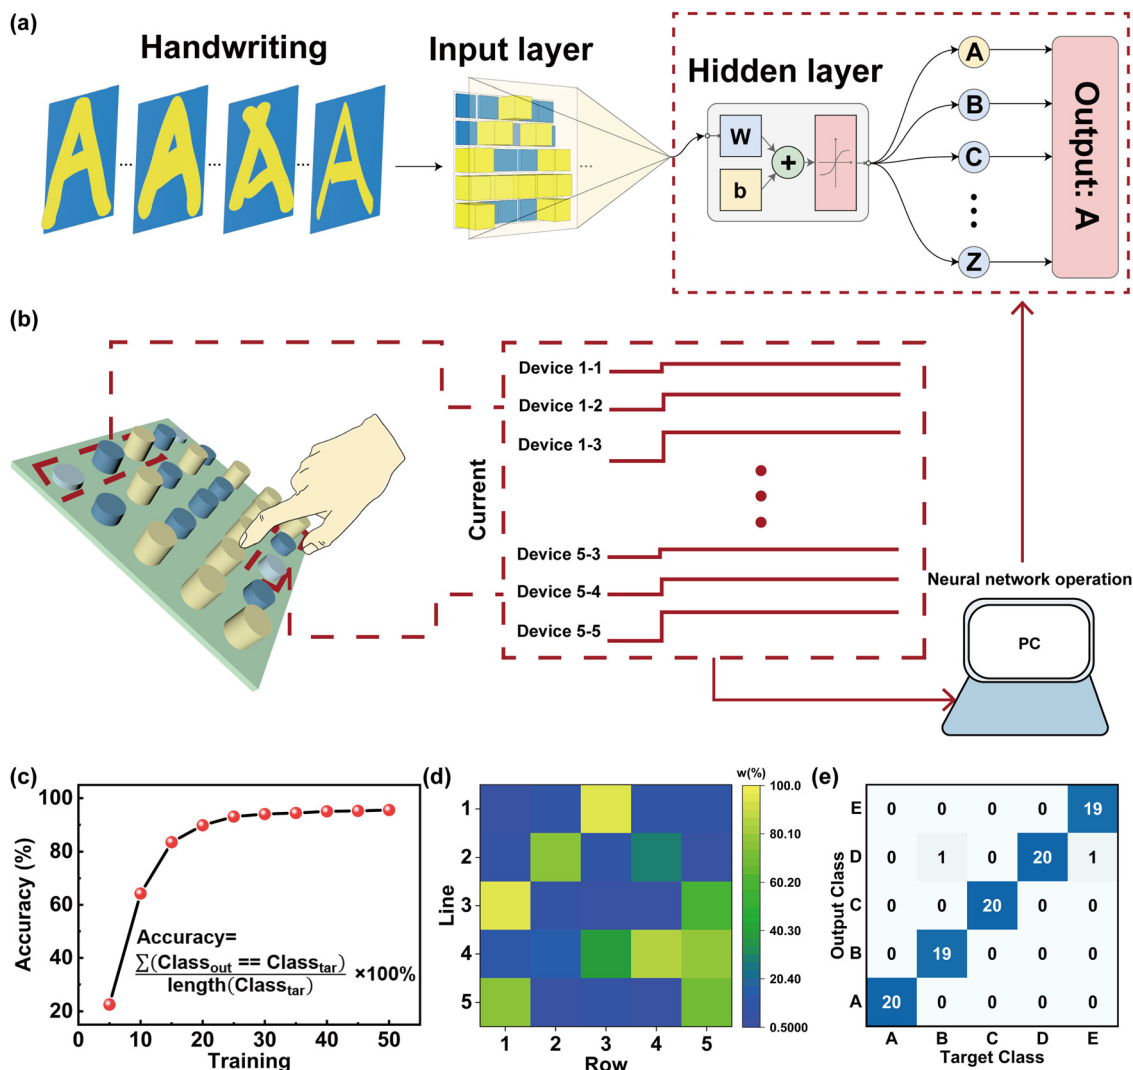 (a)
Handwriting
Input layer
Hidden layer
W
b
+
A
B
C
Z
Output: A
(b)
Current
Device 1-1
Device 1-2
Device 1-3
Device 5-3
Device 5-4
Device 5-5
Neural network operation
PC
(c)
Accuracy (%)
100
80
60
40
20
Accuracy=
∑(Class_out == Class_tar)
length(Class_tar)
×100%
10 20 30 40 50
Training
(d)
Line
1
2
3
4
5
1 2 3 4 5
Row
w(%)
100.0
80.10
60.20
40.30
20.40
0.5000
(e)
Output Class
E 0 0 0 0 19
D 0 1 0 20 1
C 0 0 20 0 0
B 0 19 0 0 0
A 20 0 0 0 0
A B C D E
Target Class